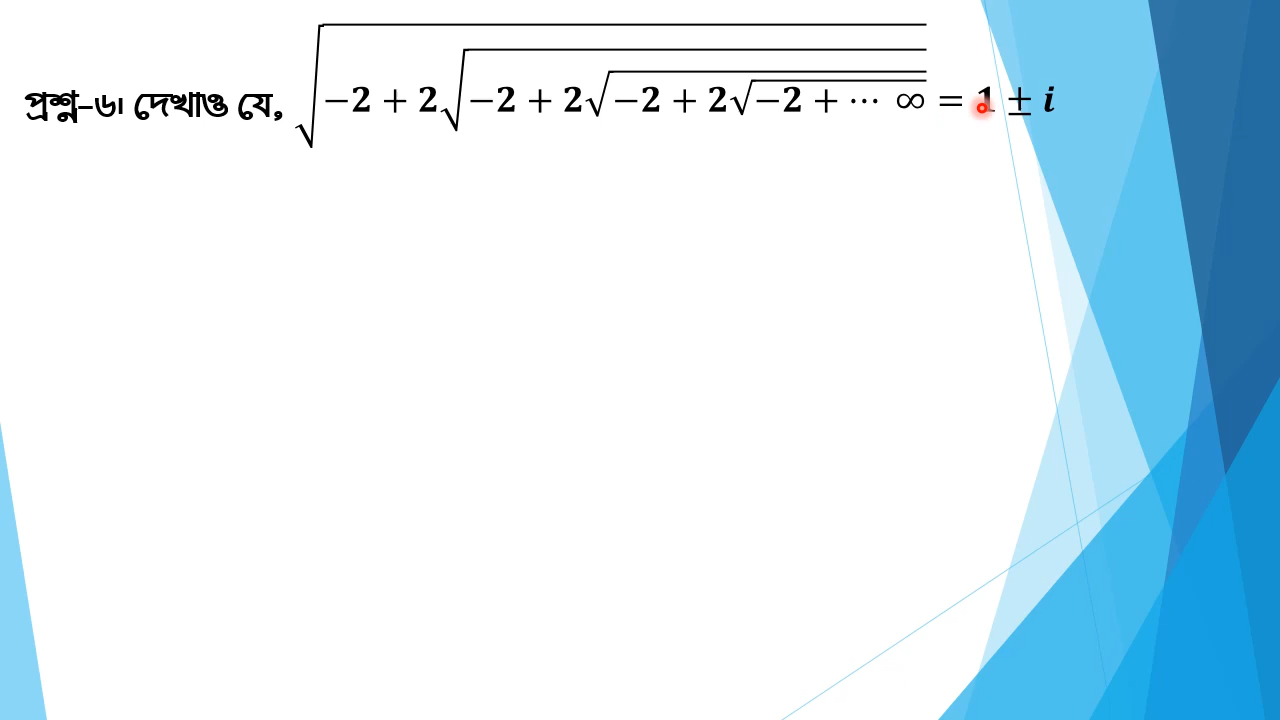 প্রশ্ন–৬। দেখাও যে, √(−2 + 2√(−2 + 2√(−2 + 2√(−2 + ⋯ ∞)))) = 1 ± i